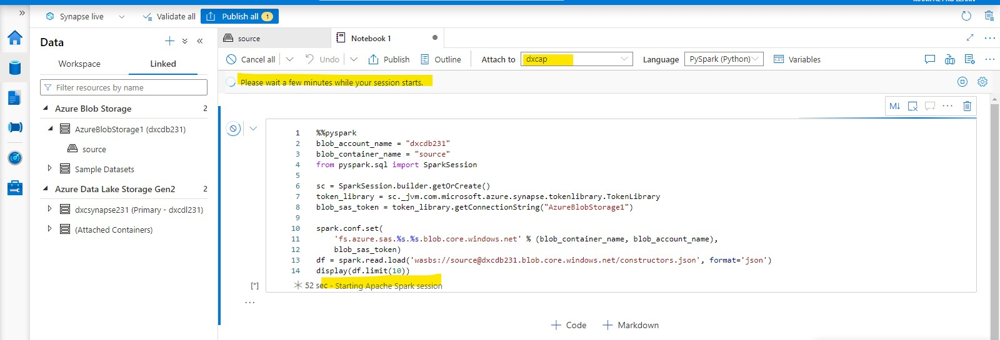 Synapse live
Validate all
Publish all 1
Data
Workspace
Linked
Filter resources by name
Azure Blob Storage 2
AzureBlobStorage1 (dxcdb231)
source
Sample Datasets
Azure Data Lake Storage Gen2 2
dxcsynapse231 (Primary - dxcdl231)
(Attached Containers)
source
Notebook 1
Cancel all
Undo
Publish
Outline
Attach to dxcap
Language PySpark (Python)
Variables
Please wait a few minutes while your session starts.
M↓
1 %%pyspark
2 blob_account_name = "dxcdb231"
3 blob_container_name = "source"
4 from pyspark.sql import SparkSession
5
6 sc = SparkSession.builder.getOrCreate()
7 token_library = sc._jvm.com.microsoft.azure.synapse.tokenlibrary.TokenLibrary
8 blob_sas_token = token_library.getConnectionString("AzureBlobStorage1")
9
10 spark.conf.set(
11 'fs.azure.sas.%s.%s.blob.core.windows.net' % (blob_container_name, blob_account_name),
12 blob_sas_token)
13 df = spark.read.load('wasbs://source@dxcdb231.blob.core.windows.net/constructors.json', format='json')
14 display(df.limit(10))
[*]
52 sec - Starting Apache Spark session
Code
Markdown